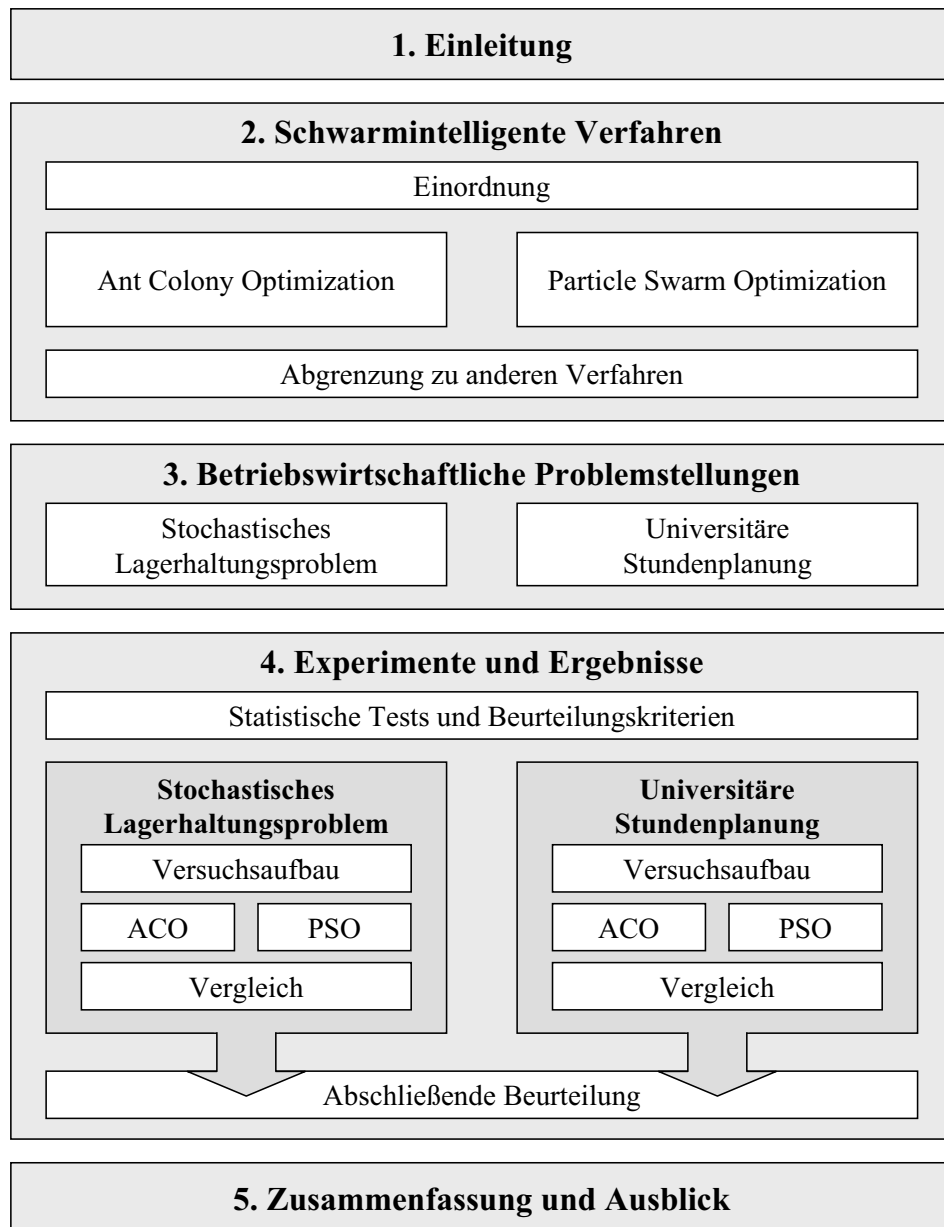 1. Einleitung
2. Schwarmintelligente Verfahren
Einordnung
Ant Colony Optimization
Particle Swarm Optimization
Abgrenzung zu anderen Verfahren
3. Betriebswirtschaftliche Problemstellungen
Stochastisches
Lagerhaltungsproblem
Universitäre
Stundenplanung
4. Experimente und Ergebnisse
Statistische Tests und Beurteilungskriterien
Stochastisches
Lagerhaltungsproblem
Versuchsaufbau
ACO
PSO
Vergleich
Universitäre
Stundenplanung
Versuchsaufbau
ACO
PSO
Vergleich
Abschließende Beurteilung
5. Zusammenfassung und Ausblick